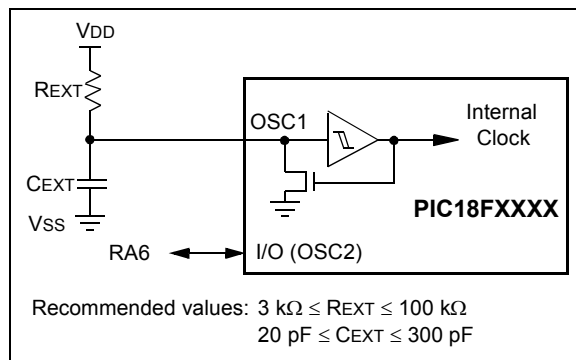 VDD
REXT
OSC1
Internal
Clock
CEXT
VSS
PIC18FXXXX
RA6
I/O (OSC2)
Recommended values: 3 kΩ ≤ REXT ≤ 100 kΩ
20 pF ≤ CEXT ≤ 300 pF